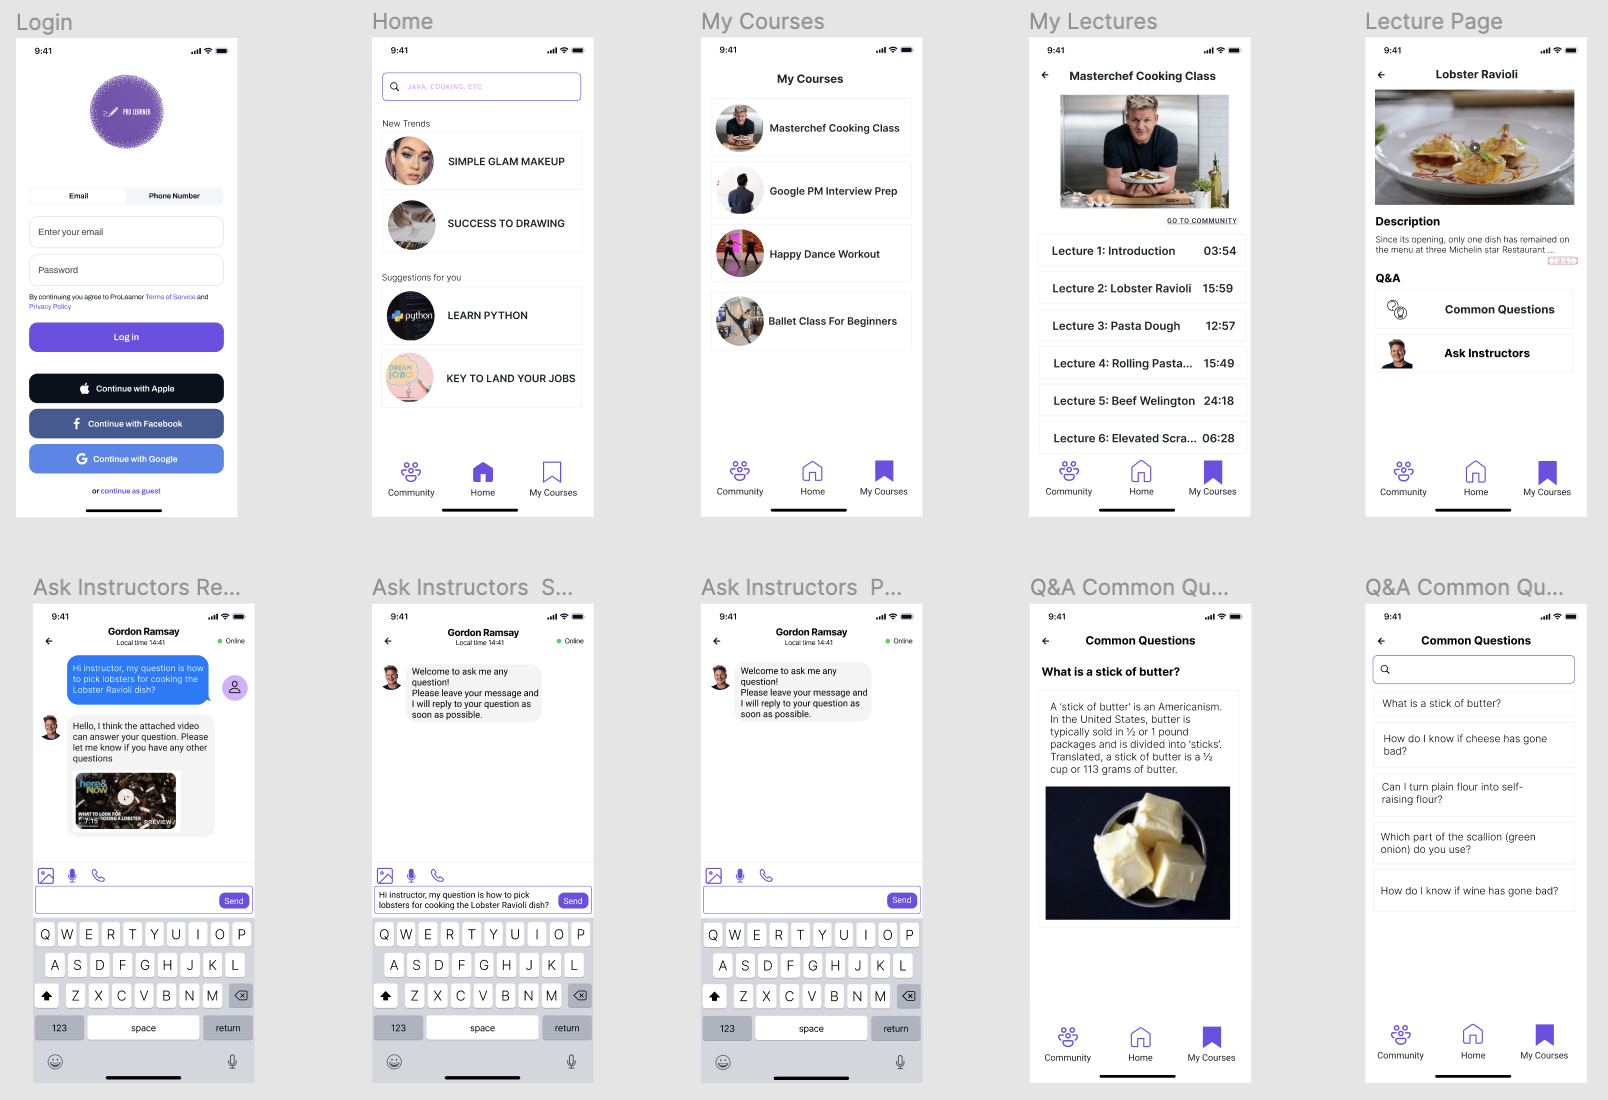 Login
9:41
PRO LEARNER
Email
Phone Number
Enter your email
Password
By continuing you agree to ProLearner Terms of Service and
Privacy Policy
Log in
Continue with Apple
Continue with Facebook
Continue with Google
or continue as guest
Home
9:41
JAVA, COOKING, ETC
New Trends
SIMPLE GLAM MAKEUP
SUCCESS TO DRAWING
Suggestions for you
python
LEARN PYTHON
DREAM
JOB
KEY TO LAND YOUR JOBS
Community
Home
My Courses
My Courses
9:41
My Courses
Masterchef Cooking Class
Google PM Interview Prep
Happy Dance Workout
Ballet Class For Beginners
Community
Home
My Courses
My Lectures
9:41
Masterchef Cooking Class
GO TO COMMUNITY
Lecture 1: Introduction 03:54
Lecture 2: Lobster Ravioli 15:59
Lecture 3: Pasta Dough 12:57
Lecture 4: Rolling Pasta... 15:49
Lecture 5: Beef Welington 24:18
Lecture 6: Elevated Scra... 06:28
Community
Home
My Courses
Lecture Page
9:41
Lobster Ravioli
Description
Since its opening, only one dish has remained on
the menu at three Michelin star Restaurant ...
Q&A
Common Questions
Ask Instructors
Community
Home
My Courses
Ask Instructors Re...
9:41
Gordon Ramsay
Local time 14:41
Online
Hi instructor, my question is how
to pick lobsters for cooking the
Lobster Ravioli dish?
Hello, I think the attached video
can answer your question. Please
let me know if you have any other
questions
here&
NOW
WHAT TO LOOK FOR
OSING A LOBSTER
7:15
PREVIEW
Send
Q W E R T Y U I O P
A S D F G H J K L
Z X C V B N M
123 space return
Ask Instructors S...
9:41
Gordon Ramsay
Local time 14:41
Online
Welcome to ask me any
question!
Please leave your message and
I will reply to your question as
soon as possible.
Hi instructor, my question is how to pick
lobsters for cooking the Lobster Ravioli dish?
Send
Q W E R T Y U I O P
A S D F G H J K L
Z X C V B N M
123 space return
Ask Instructors P...
9:41
Gordon Ramsay
Local time 14:41
Online
Welcome to ask me any
question!
Please leave your message and
I will reply to your question as
soon as possible.
Send
Q W E R T Y U I O P
A S D F G H J K L
Z X C V B N M
123 space return
Q&A Common Qu...
9:41
Common Questions
What is a stick of butter?
A 'stick of butter' is an Americanism.
In the United States, butter is
typically sold in ½ or 1 pound
packages and is divided into 'sticks'.
Translated, a stick of butter is a ½
cup or 113 grams of butter.
Community
Home
My Courses
Q&A Common Qu...
9:41
Common Questions
What is a stick of butter?
How do I know if cheese has gone
bad?
Can I turn plain flour into self-
raising flour?
Which part of the scallion (green
onion) do you use?
How do I know if wine has gone bad?
Community
Home
My Courses